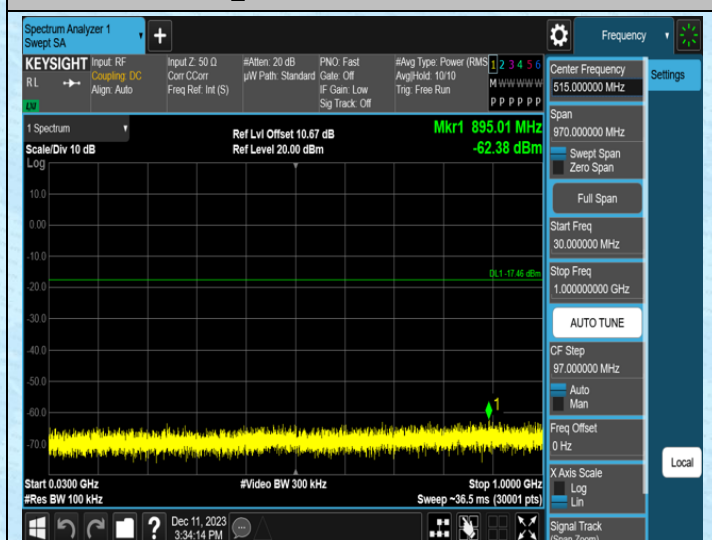 Spectrum Analyzer 1
Swept SA
Frequency
KEYSIGHT
RL
LXI
Input: RF
Coupling: DC
Align: Auto
Input Z: 50 Ω
Corr CCorr
Freq Ref: Int (S)
#Atten: 20 dB
µW Path: Standard
PNO: Fast
Gate: Off
IF Gain: Low
Sig Track: Off
#Avg Type: Power (RMS
Avg|Hold: 10/10
Trig: Free Run
1 2 3 4 5 6
M W W W W W
P P P P P P
1 Spectrum
Scale/Div 10 dB
Log
Ref Lvl Offset 10.67 dB
Ref Level 20.00 dBm
Mkr1 895.01 MHz
-62.38 dBm
10.0
0.00
-10.0
-20.0
-30.0
-40.0
-50.0
-60.0
-70.0
DL1 -17.46 dBm
1
Start 0.0300 GHz
#Res BW 100 kHz
#Video BW 300 kHz
Stop 1.0000 GHz
Sweep ~36.5 ms (30001 pts)
?
Dec 11, 2023
3:34:14 PM
Center Frequency
515.000000 MHz
Settings
Span
970.000000 MHz
Swept Span
Zero Span
Full Span
Start Freq
30.000000 MHz
Stop Freq
1.000000000 GHz
AUTO TUNE
CF Step
97.000000 MHz
Auto
Man
Freq Offset
0 Hz
X Axis Scale
Log
Lin
Local
Signal Track
(Span Zoom)